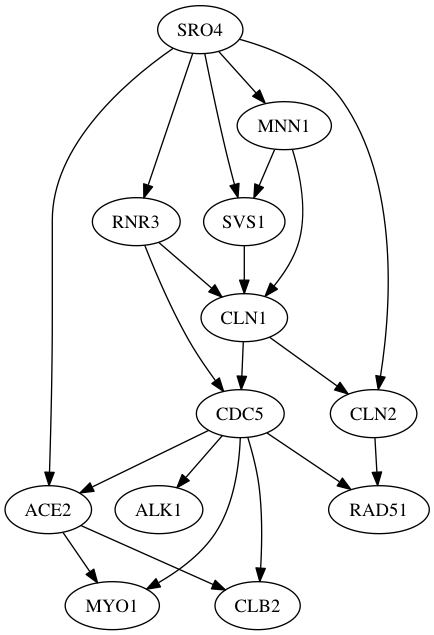 SRO4
MNN1
RNR3
SVS1
CLN1
CDC5
CLN2
ACE2
ALK1
RAD51
MYO1
CLB2